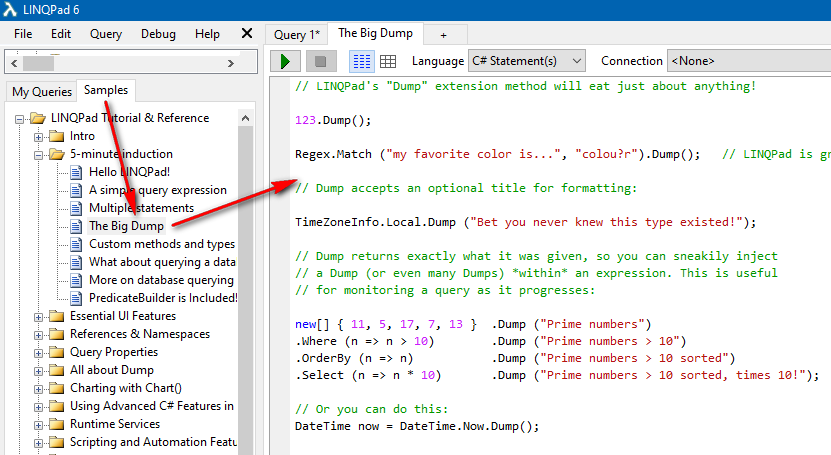 LINQPad 6
File Edit Query Debug Help
My Queries Samples
LINQPad Tutorial & Reference
Intro
5-minute induction
Hello LINQPad!
A simple query expression
Multiple statements
The Big Dump
Custom methods and types
What about querying a data
More on database querying
PredicateBuilder is Included!
Essential UI Features
References & Namespaces
Query Properties
All about Dump
Charting with Chart()
Using Advanced C# Features in
Runtime Services
Scripting and Automation Featu
Query 1* The Big Dump +
Language C# Statement(s) Connection <None>
// LINQPad's "Dump" extension method will eat just about anything!
123.Dump();
Regex.Match ("my favorite color is...", "colou?r").Dump(); // LINQPad is gr
// Dump accepts an optional title for formatting:
TimeZoneInfo.Local.Dump ("Bet you never knew this type existed!");
// Dump returns exactly what it was given, so you can sneakily inject
// a Dump (or even many Dumps) *within* an expression. This is useful
// for monitoring a query as it progresses:
new[] { 11, 5, 17, 7, 13 } .Dump ("Prime numbers")
.Where (n => n > 10) .Dump ("Prime numbers > 10")
.OrderBy (n => n) .Dump ("Prime numbers > 10 sorted")
.Select (n => n * 10) .Dump ("Prime numbers > 10 sorted, times 10!");
// Or you can do this:
DateTime now = DateTime.Now.Dump();